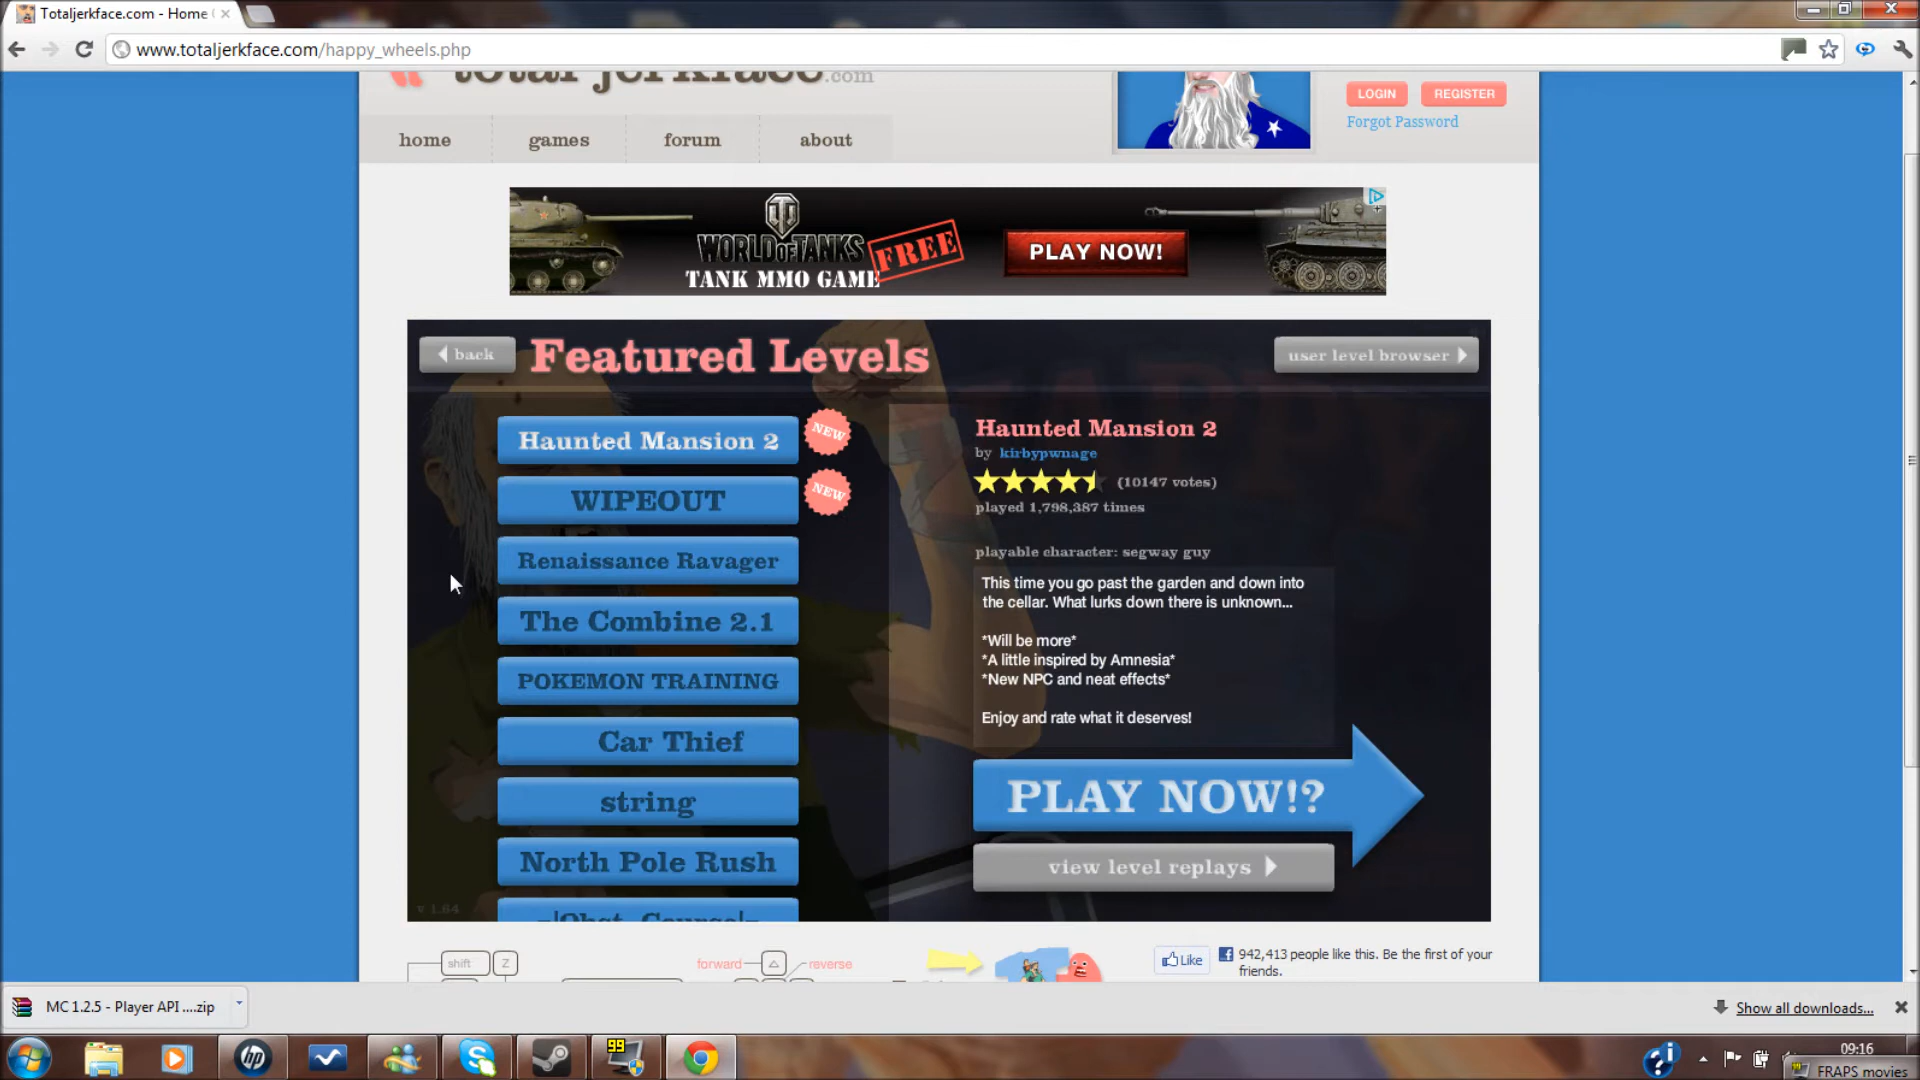 Totaljerkface.com - Home
www.totaljerkface.com/happy_wheels.php
total jerkface.com
LOGIN REGISTER
Forgot Password
home games forum about
WORLD OF TANKS
FREE
TANK MMO GAME
PLAY NOW!
back
Featured Levels
user level browser
Haunted Mansion 2
NEW
WIPEOUT
NEW
Renaissance Ravager
The Combine 2.1
POKEMON TRAINING
Car Thief
string
North Pole Rush
v 1.64
Haunted Mansion 2
by kirbypwnage
(10147 votes)
played 1,798,387 times
playable character: segway guy
This time you go past the garden and down into
the cellar. What lurks down there is unknown...
*Will be more*
*A little inspired by Amnesia*
*New NPC and neat effects*
Enjoy and rate what it deserves!
PLAY NOW!?
view level replays
shift Z
forward reverse
Like
942,413 people like this. Be the first of your
friends.
MC 1.2.5 - Player API ....zip
Show all downloads...
hp
99
09:16
FRAPS movies